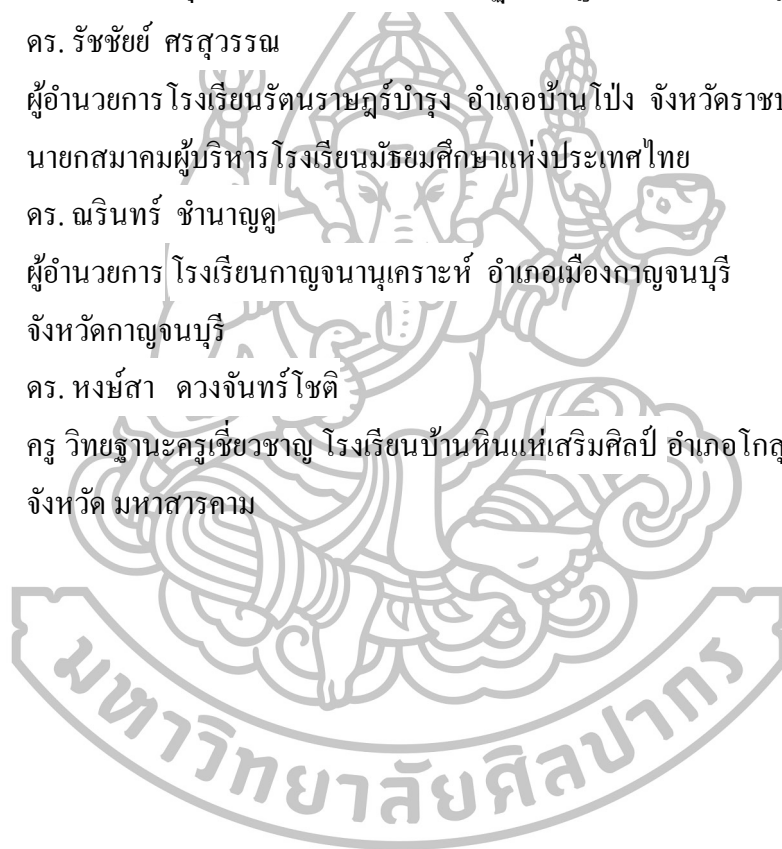 ดร. รัชชัยย์ ศรสุวรรณ
ผู้อำนวยการโรงเรียนรัตนราษฎร์บำรุง อำเภอบ้านโป่ง จังหวัดราชบ
นายกสมาคมผู้บริหารโรงเรียนมัธยมศึกษาแห่งประเทศไทย
ดร. ณรินทร์ ชำนาญดู
ผู้อำนวยการ โรงเรียนกาญจนานุเคราะห์ อำเภอเมืองกาญจนบุรี
จังหวัดกาญจนบุรี
ดร. หงษ์สา ดวงจันทร์โชติ
ครู วิทยฐานะครูเชี่ยวชาญ โรงเรียนบ้านหินแห่เสริมศิลป์ อำเภอโกสุ
จังหวัด มหาสารคาม
มหาวิทยาลัยศิลปากร